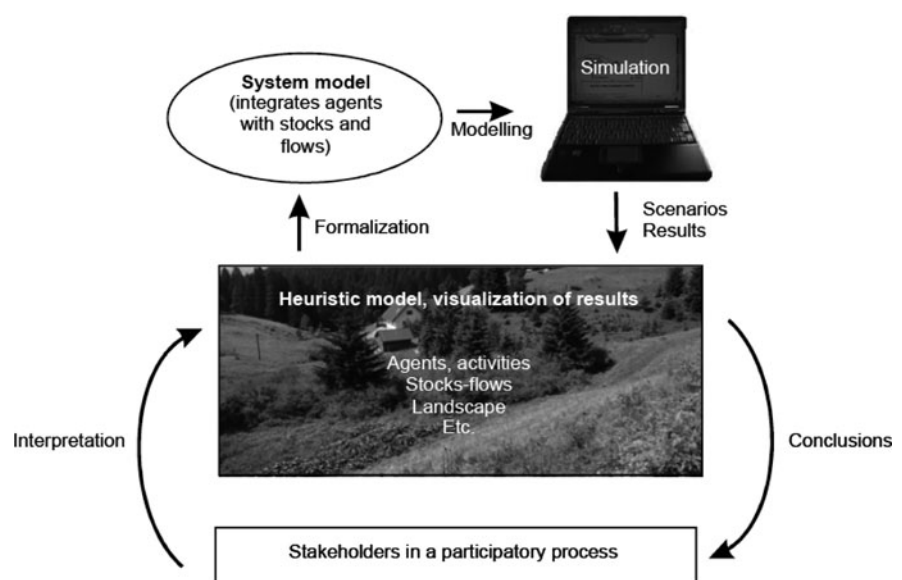 System model
(integrates agents
with stocks and
flows)
Modelling
Simulation
Formalization
Scenarios
Results
Heuristic model, visualization of results
Agents, activities
Stocks-flows
Landscape
Etc.
Interpretation
Conclusions
Stakeholders in a participatory process